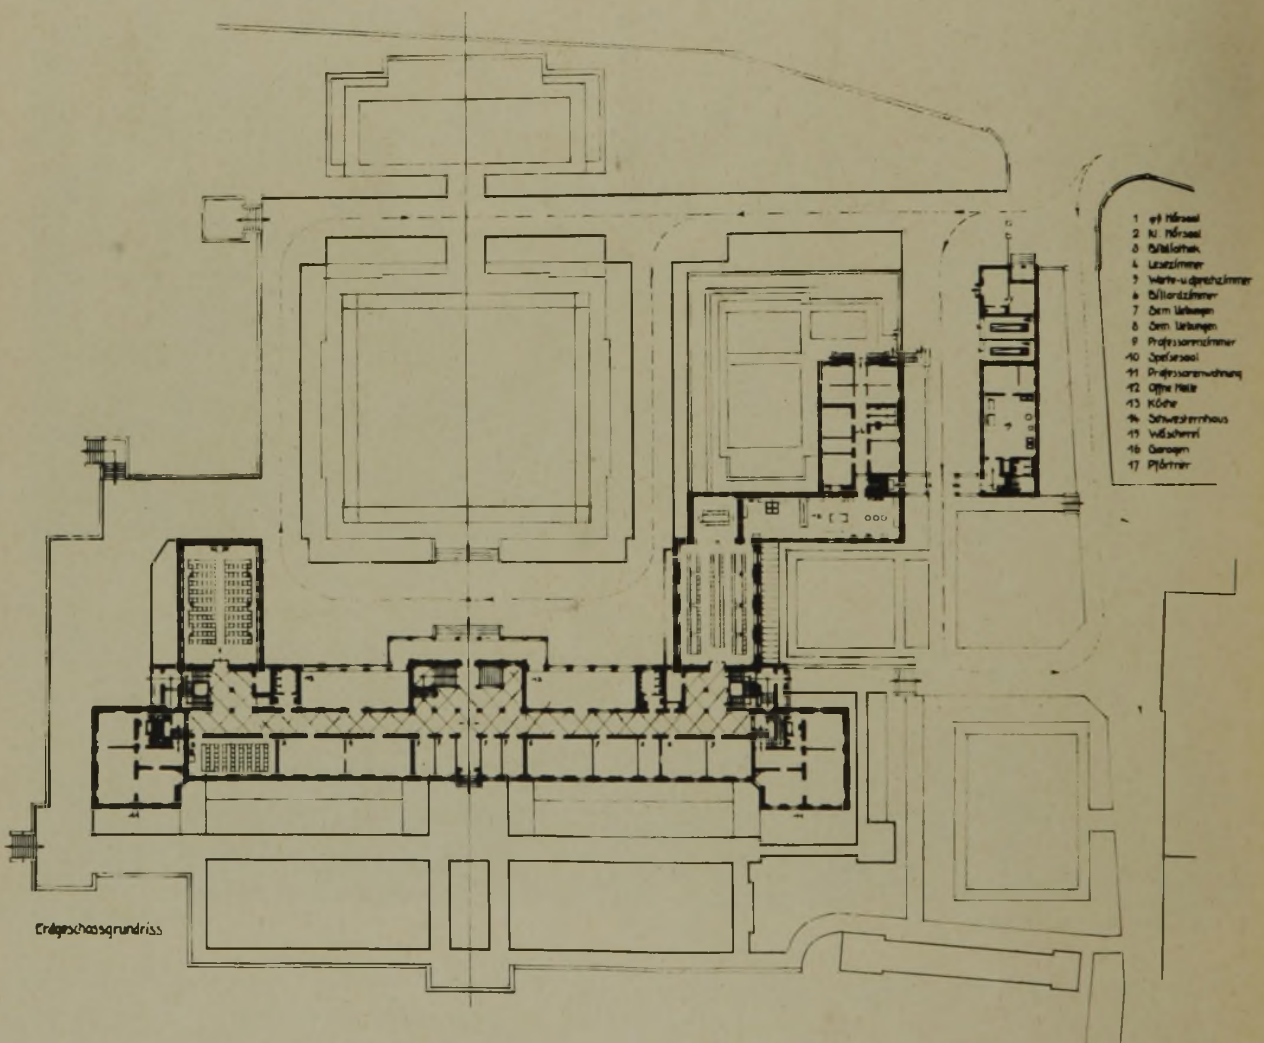 1 gr Hörsaal
2 kl. Hörsaal
3 Bibliothek
4 Lesezimmer
5 Warte-u.Sprechzimmer
6 Billardzimmer
7 Sem Uebungen
8 Sem Uebungen
9 Professorenzimmer
10 Speisesaal
11 Professorenwohnung
12 Offne Halle
13 Küche
14 Schwesternhaus
15 Wäscherei
16 Garagen
17 Pförtner
Erdgeschossgrundriss